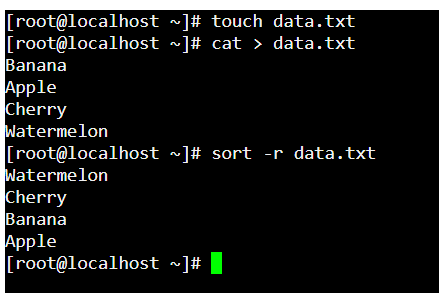 [root@localhost ~]# touch data.txt
[root@localhost ~]# cat > data.txt
Banana
Apple
Cherry
Watermelon
[root@localhost ~]# sort -r data.txt
Watermelon
Cherry
Banana
Apple
[root@localhost ~]#